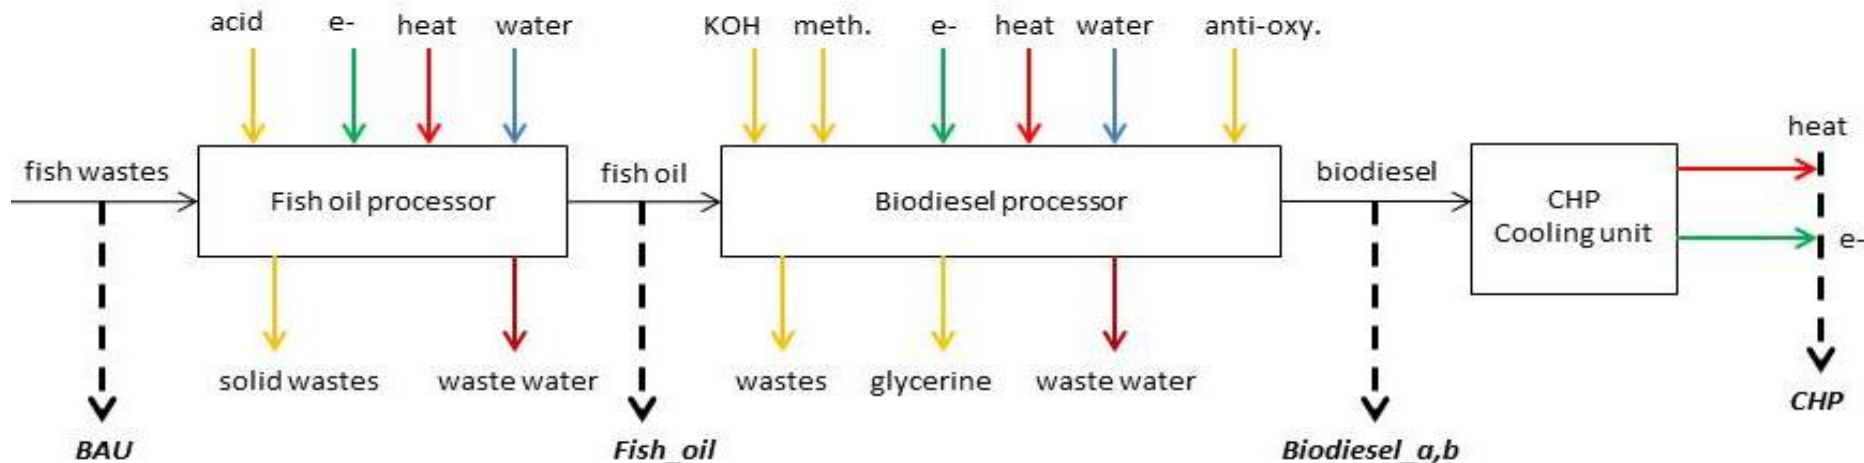 acid e- heat water KOH meth. e- heat water anti-oxy.
heat
fish wastes fish oil biodiesel
Fish oil processor Biodiesel processor CHP
Cooling unit e-
solid wastes waste water wastes glycerine waste water
CHP
BAU Fish_oil Biodiesel_a,b